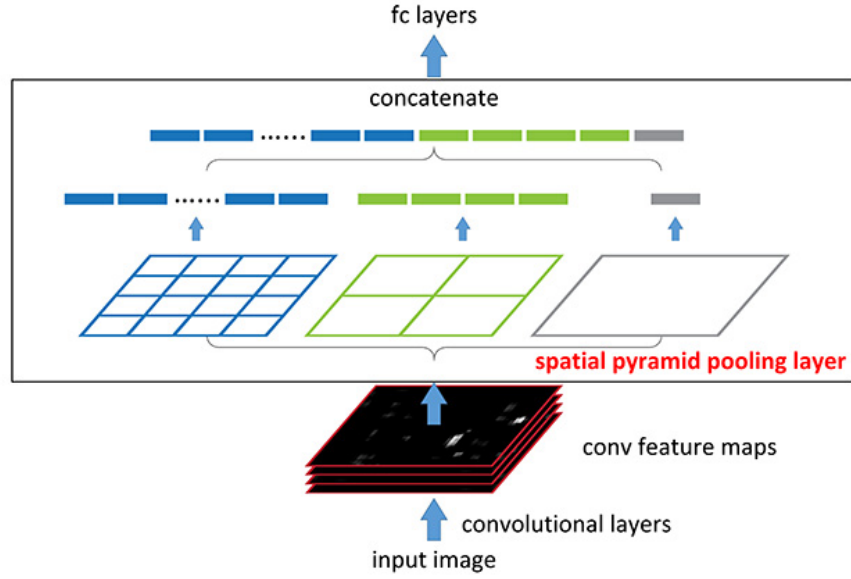 fc layers
concatenate
......
......
spatial pyramid pooling layer
conv feature maps
convolutional layers
input image